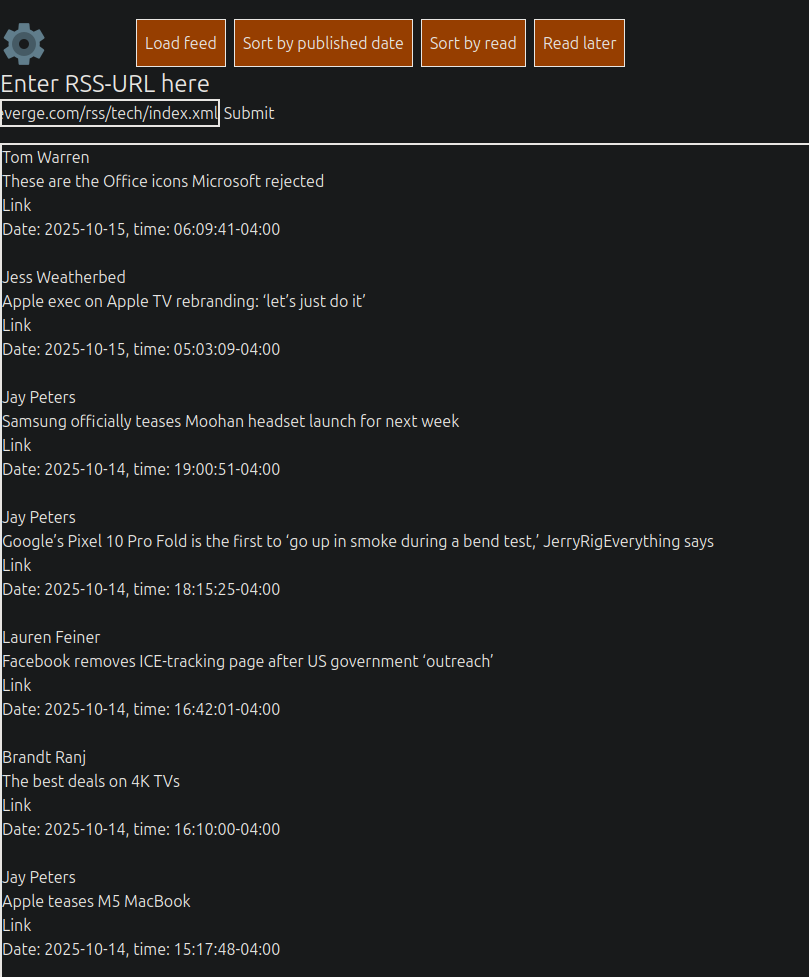 Load feed
Sort by published date
Sort by read
Read later
Enter RSS-URL here
everge.com/rss/tech/index.xml
Submit
Tom Warren
These are the Office icons Microsoft rejected
Link
Date: 2025-10-15, time: 06:09:41-04:00
Jess Weatherbed
Apple exec on Apple TV rebranding: ‘let’s just do it’
Link
Date: 2025-10-15, time: 05:03:09-04:00
Jay Peters
Samsung officially teases Moohan headset launch for next week
Link
Date: 2025-10-14, time: 19:00:51-04:00
Jay Peters
Google’s Pixel 10 Pro Fold is the first to ‘go up in smoke during a bend test,’ JerryRigEverything says
Link
Date: 2025-10-14, time: 18:15:25-04:00
Lauren Feiner
Facebook removes ICE-tracking page after US government ‘outreach’
Link
Date: 2025-10-14, time: 16:42:01-04:00
Brandt Ranj
The best deals on 4K TVs
Link
Date: 2025-10-14, time: 16:10:00-04:00
Jay Peters
Apple teases M5 MacBook
Link
Date: 2025-10-14, time: 15:17:48-04:00